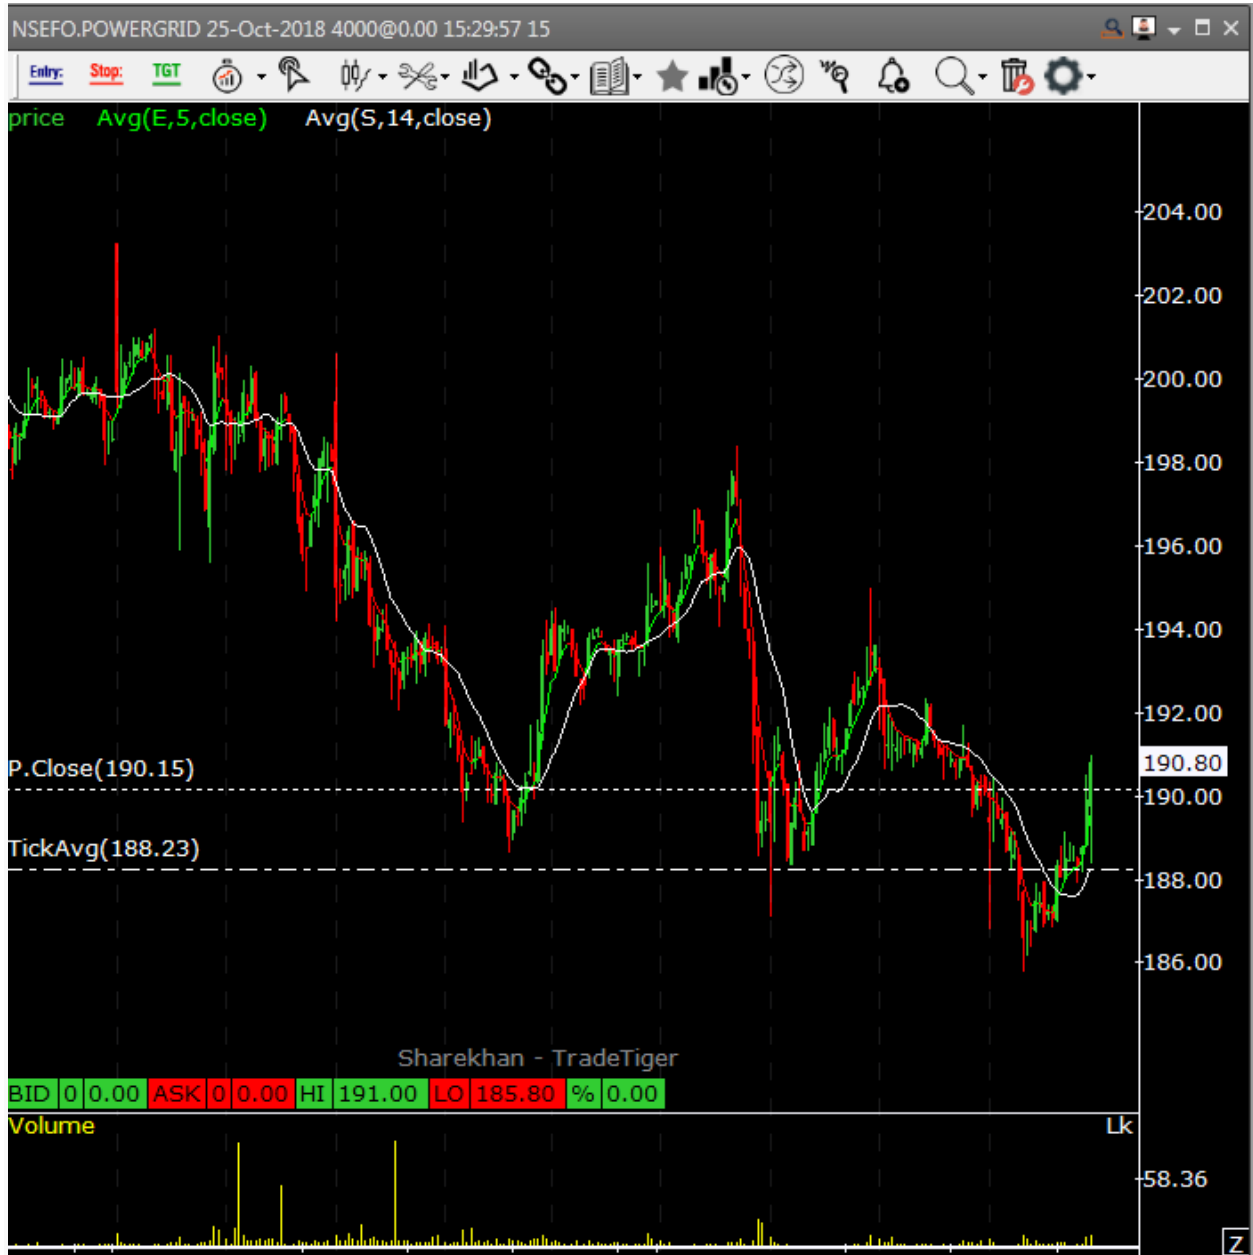 NSEFO.POWERGRID 25-Oct-2018 4000@0.00 15:29:57 15
Entry: Stop: TGT
price Avg(E,5,close) Avg(S,14,close)
204.00
202.00
200.00
198.00
196.00
194.00
192.00
P.Close(190.15)
190.80
190.00
TickAvg(188.23)
188.00
186.00
Sharekhan - TradeTiger
BID 0 0.00 ASK 0 0.00 HI 191.00 LO 185.80 % 0.00
Volume Lk
58.36
Z